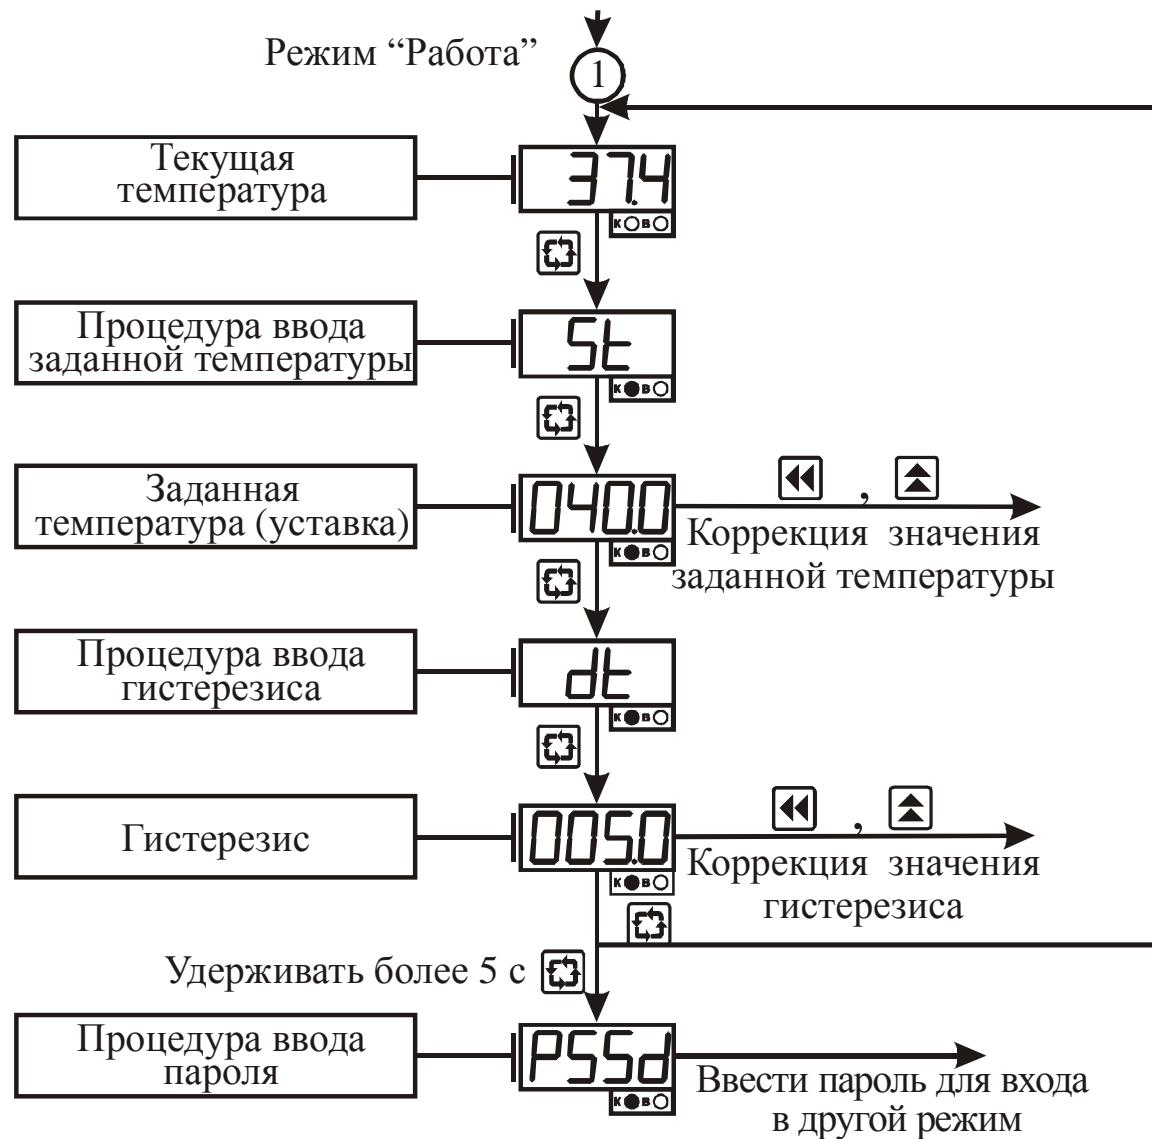 Режим “Работа”
1
Текущая
температура
37.4
К В
Процедура ввода
заданной температуры
St
К В
Заданная
температура (уставка)
040.0
К В
,
Коррекция значения
заданной температуры
Процедура ввода
гистерезиса
dt
К В
Гистерезис
005.0
К В
,
Коррекция значения
гистерезиса
Удерживать более 5 с
Процедура ввода
пароля
PSSd
К В
Ввести пароль для входа
в другой режим